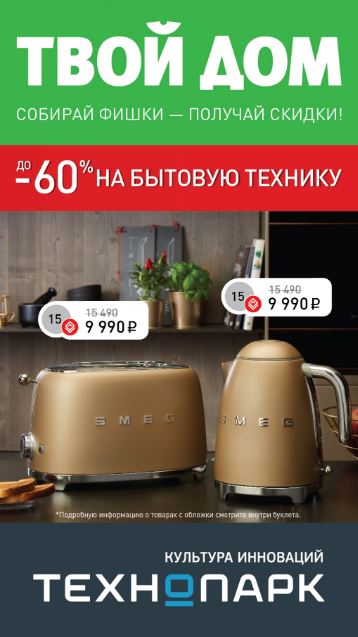 ТВОЙ ДОМ
СОБИРАЙ ФИШКИ — ПОЛУЧАЙ СКИДКИ!
ДО -60% НА БЫТОВУЮ ТЕХНИКУ
15 15 490
9 990 ₽
15 15 490
9 990 ₽
SMEG
SMEG
*Подробную информацию о товарах с обложки смотрите внутри буклета.
КУЛЬТУРА ИННОВАЦИЙ
ТЕХНОПАРК